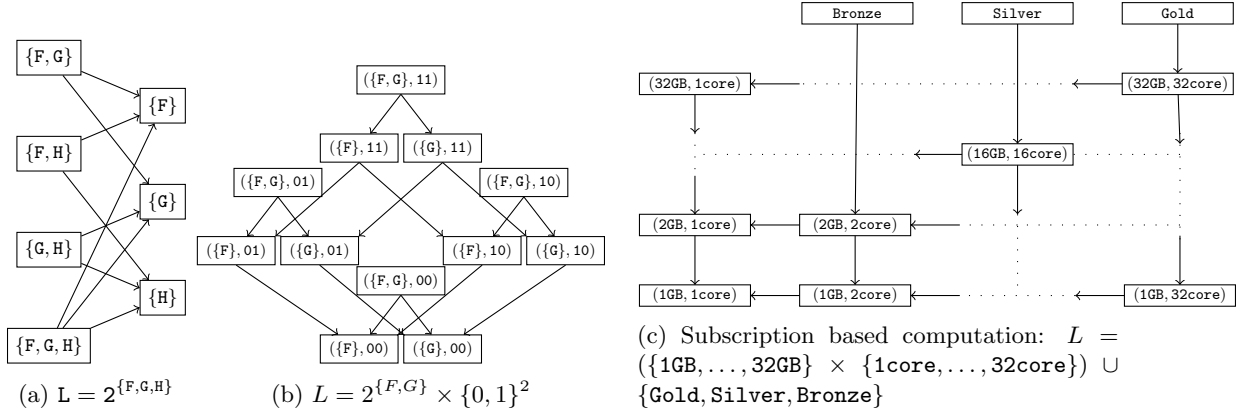 {F, G}
{F, H}
{G, H}
{F, G, H}
{F}
{G}
{H}
(a) L = 2^{F,G,H}
({F, G}, 11)
({F}, 11) ({G}, 11)
({F, G}, 01) ({F, G}, 10)
({F}, 01) ({G}, 01) ({F}, 10) ({G}, 10)
({F, G}, 00)
({F}, 00) ({G}, 00)
(b) L = 2^{F,G} × {0, 1}^2
Bronze Silver Gold
(32GB, 1core) (32GB, 32core)
(16GB, 16core)
(2GB, 1core) (2GB, 2core)
(1GB, 1core) (1GB, 2core) (1GB, 32core)
(c) Subscription based computation: L =
({1GB, . . . , 32GB} × {1core, . . . , 32core}) ∪
{Gold, Silver, Bronze}